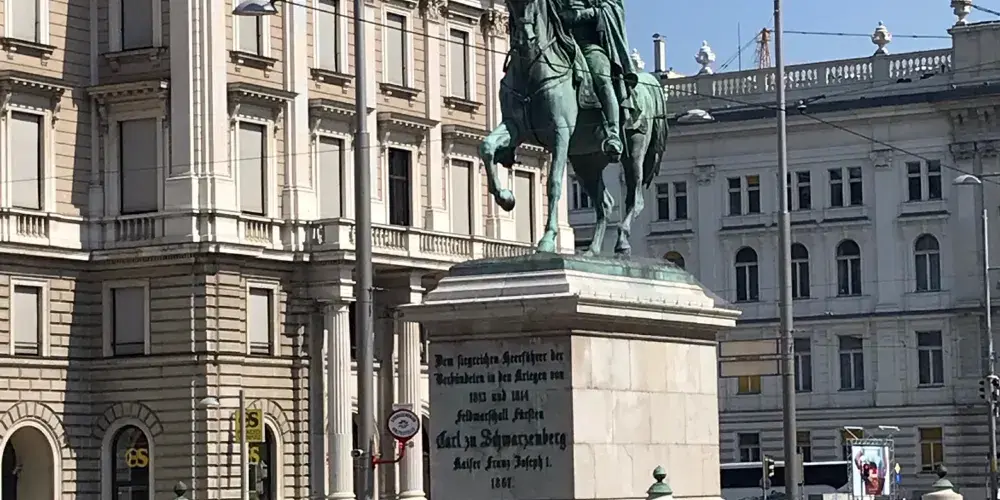 Dem siegreichen Heerführer der
Verbündeten in den Kriegen von
1813 und 1814
Feldmarschall Fürsten
Carl zu Schwarzenberg
Kaiser Franz Joseph I.
1867.